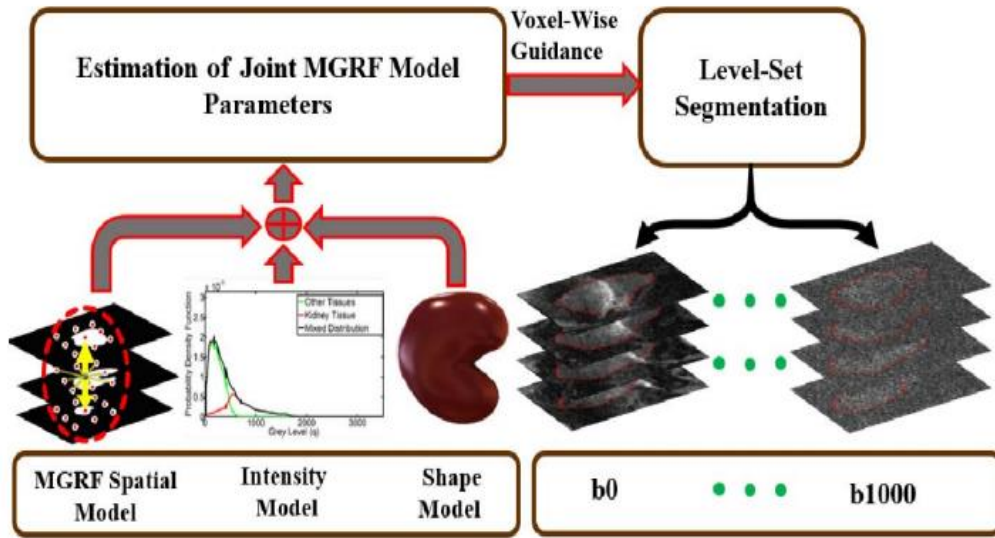 Estimation of Joint MGRF Model
Parameters
Voxel-Wise
Guidance
Level-Set
Segmentation
Probability Density Function
Other Tissues
Kidney Tissue
Mixed Distribution
0
1000
2000
3000
Grey Level (q)
MGRF Spatial
Model
Intensity
Model
Shape
Model
b0
b1000